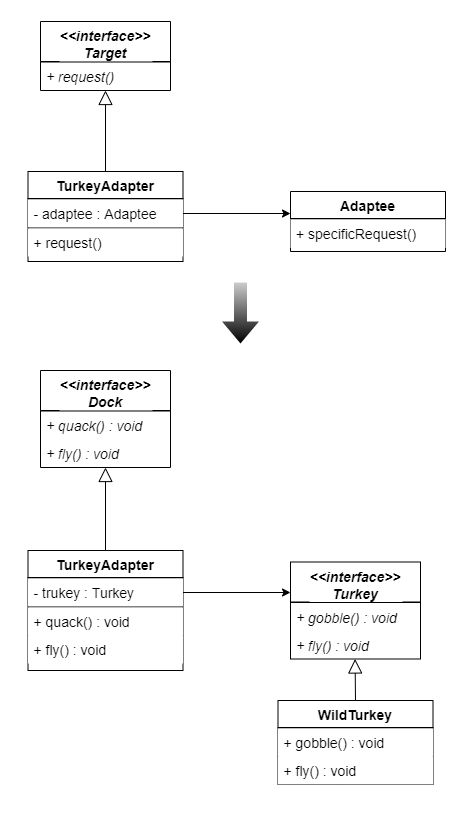 <<interface>>
Target
+ request()
TurkeyAdapter
- adaptee : Adaptee
+ request()
Adaptee
+ specificRequest()
<<interface>>
Dock
+ quack() : void
+ fly() : void
TurkeyAdapter
- trukey : Turkey
+ quack() : void
+ fly() : void
<<interface>>
Turkey
+ gobble() : void
+ fly() : void
WildTurkey
+ gobble() : void
+ fly() : void